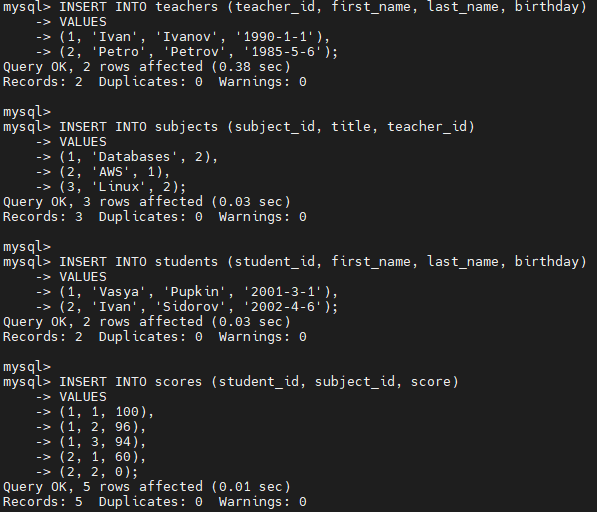 mysql> INSERT INTO teachers (teacher_id, first_name, last_name, birthday)
    -> VALUES
    -> (1, 'Ivan', 'Ivanov', '1990-1-1'),
    -> (2, 'Petro', 'Petrov', '1985-5-6');
Query OK, 2 rows affected (0.38 sec)
Records: 2  Duplicates: 0  Warnings: 0

mysql>
mysql> INSERT INTO subjects (subject_id, title, teacher_id)
    -> VALUES
    -> (1, 'Databases', 2),
    -> (2, 'AWS', 1),
    -> (3, 'Linux', 2);
Query OK, 3 rows affected (0.03 sec)
Records: 3  Duplicates: 0  Warnings: 0

mysql>
mysql> INSERT INTO students (student_id, first_name, last_name, birthday)
    -> VALUES
    -> (1, 'Vasya', 'Pupkin', '2001-3-1'),
    -> (2, 'Ivan', 'Sidorov', '2002-4-6');
Query OK, 2 rows affected (0.03 sec)
Records: 2  Duplicates: 0  Warnings: 0

mysql>
mysql> INSERT INTO scores (student_id, subject_id, score)
    -> VALUES
    -> (1, 1, 100),
    -> (1, 2, 96),
    -> (1, 3, 94),
    -> (2, 1, 60),
    -> (2, 2, 0);
Query OK, 5 rows affected (0.01 sec)
Records: 5  Duplicates: 0  Warnings: 0